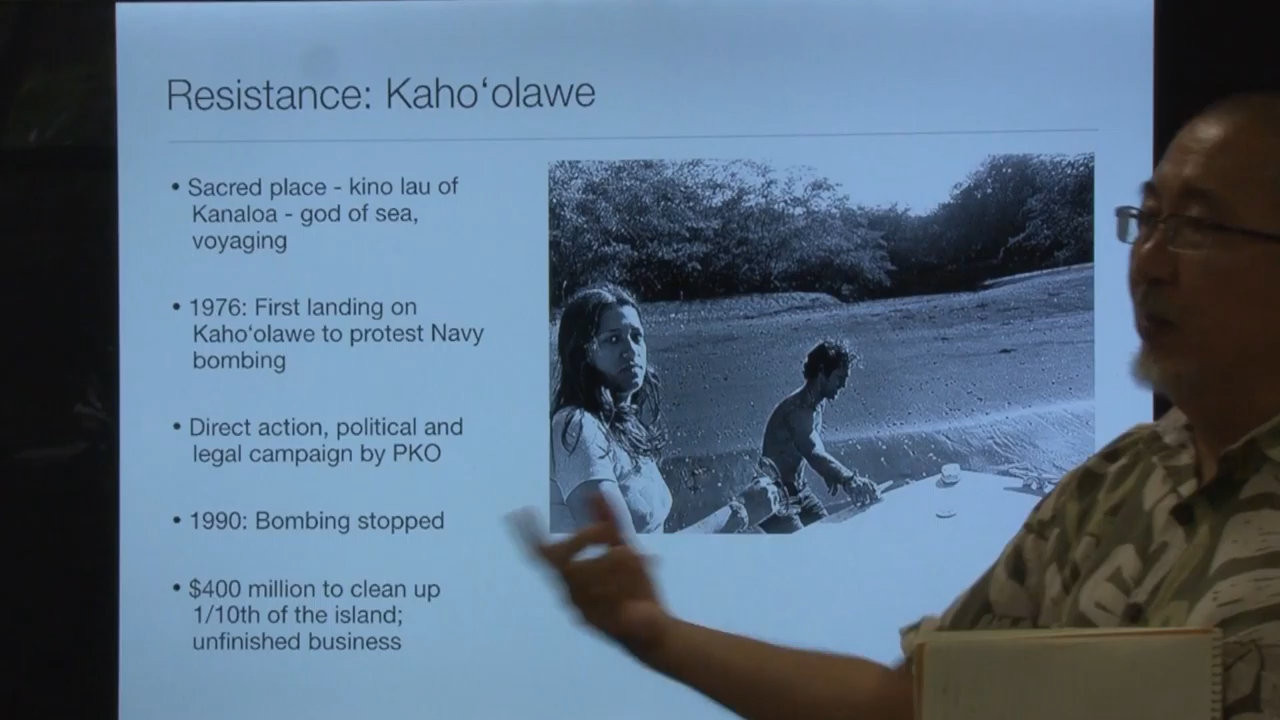 Resistance: Kahoʻolawe
• Sacred place - kino lau of
Kanaloa - god of sea,
voyaging
• 1976: First landing on
Kahoʻolawe to protest Navy
bombing
• Direct action, political and
legal campaign by PKO
• 1990: Bombing stopped
• $400 million to clean up
1/10th of the island;
unfinished business